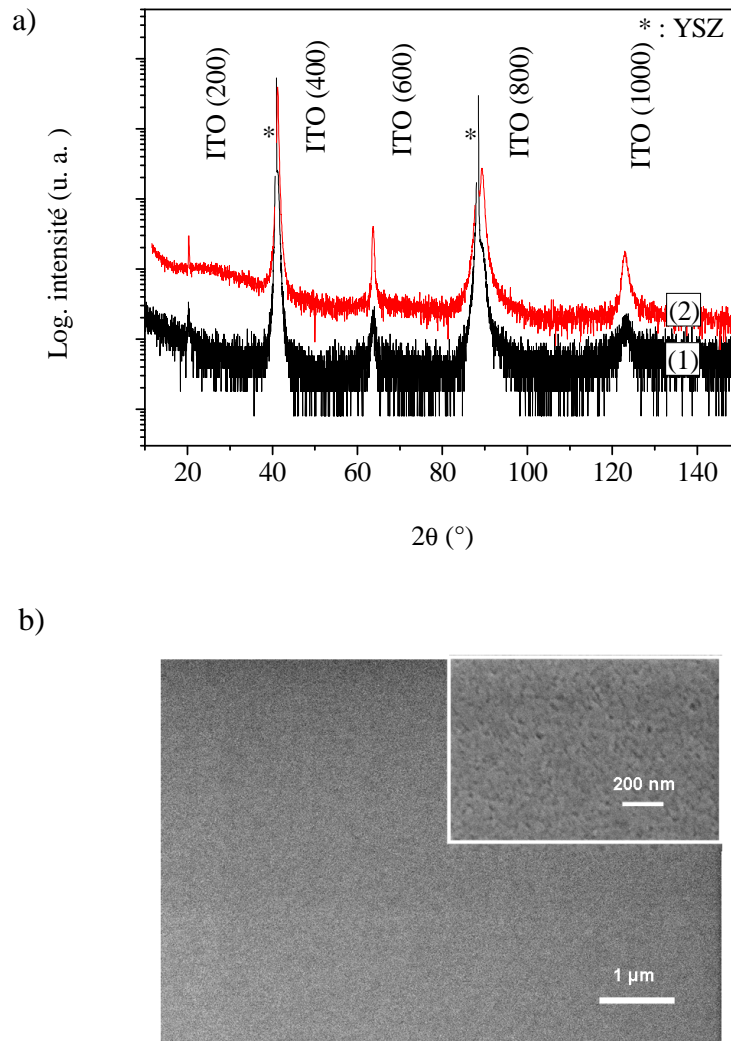 a)
* : YSZ
ITO (200)
*
ITO (400)
ITO (600)
*
ITO (800)
ITO (1000)
Log. intensité (u. a.)
(2)
(1)
20 40 60 80 100 120 140
2θ (°)
b)
200 nm
1 µm